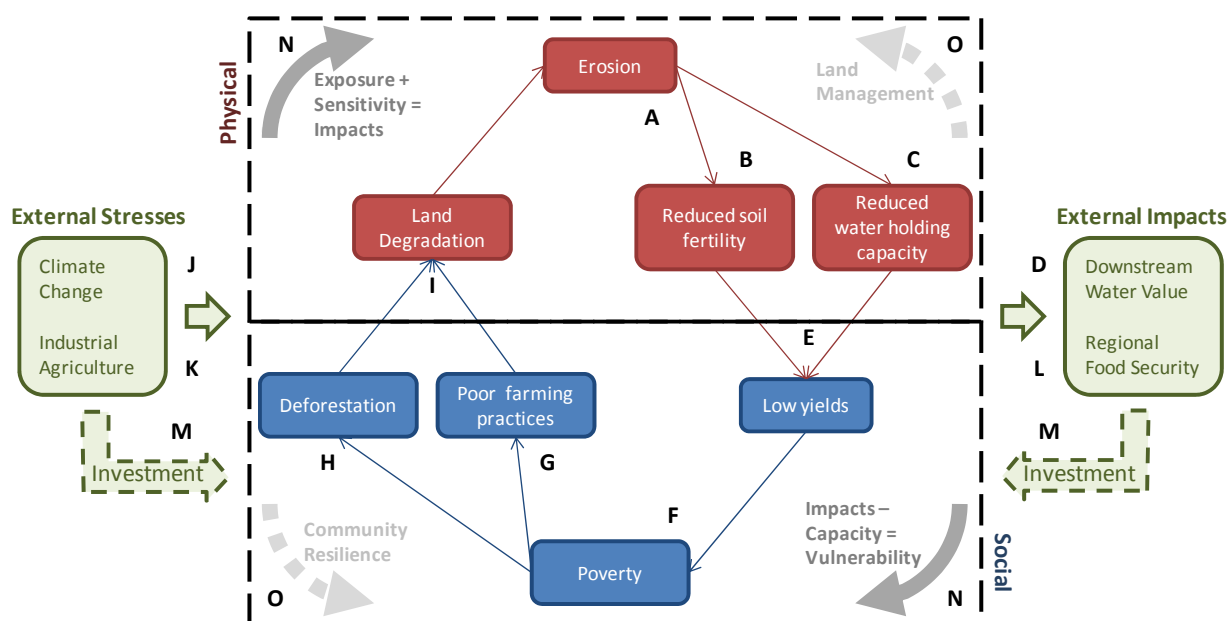 N
O
Erosion
Exposure +
Sensitivity =
Impacts
Land
Management
Physical
A
B
C
External Stresses
Climate
Change
Industrial
Agriculture
J
K
Land
Degradation
I
Reduced soil
fertility
Reduced
water holding
capacity
External Impacts
Downstream
Water Value
Regional
Food Security
D
L
E
Deforestation
Poor farming
practices
Low yields
M
Investment
H
G
M
Investment
Community
Resilience
O
F
Poverty
Impacts –
Capacity =
Vulnerability
N
Social